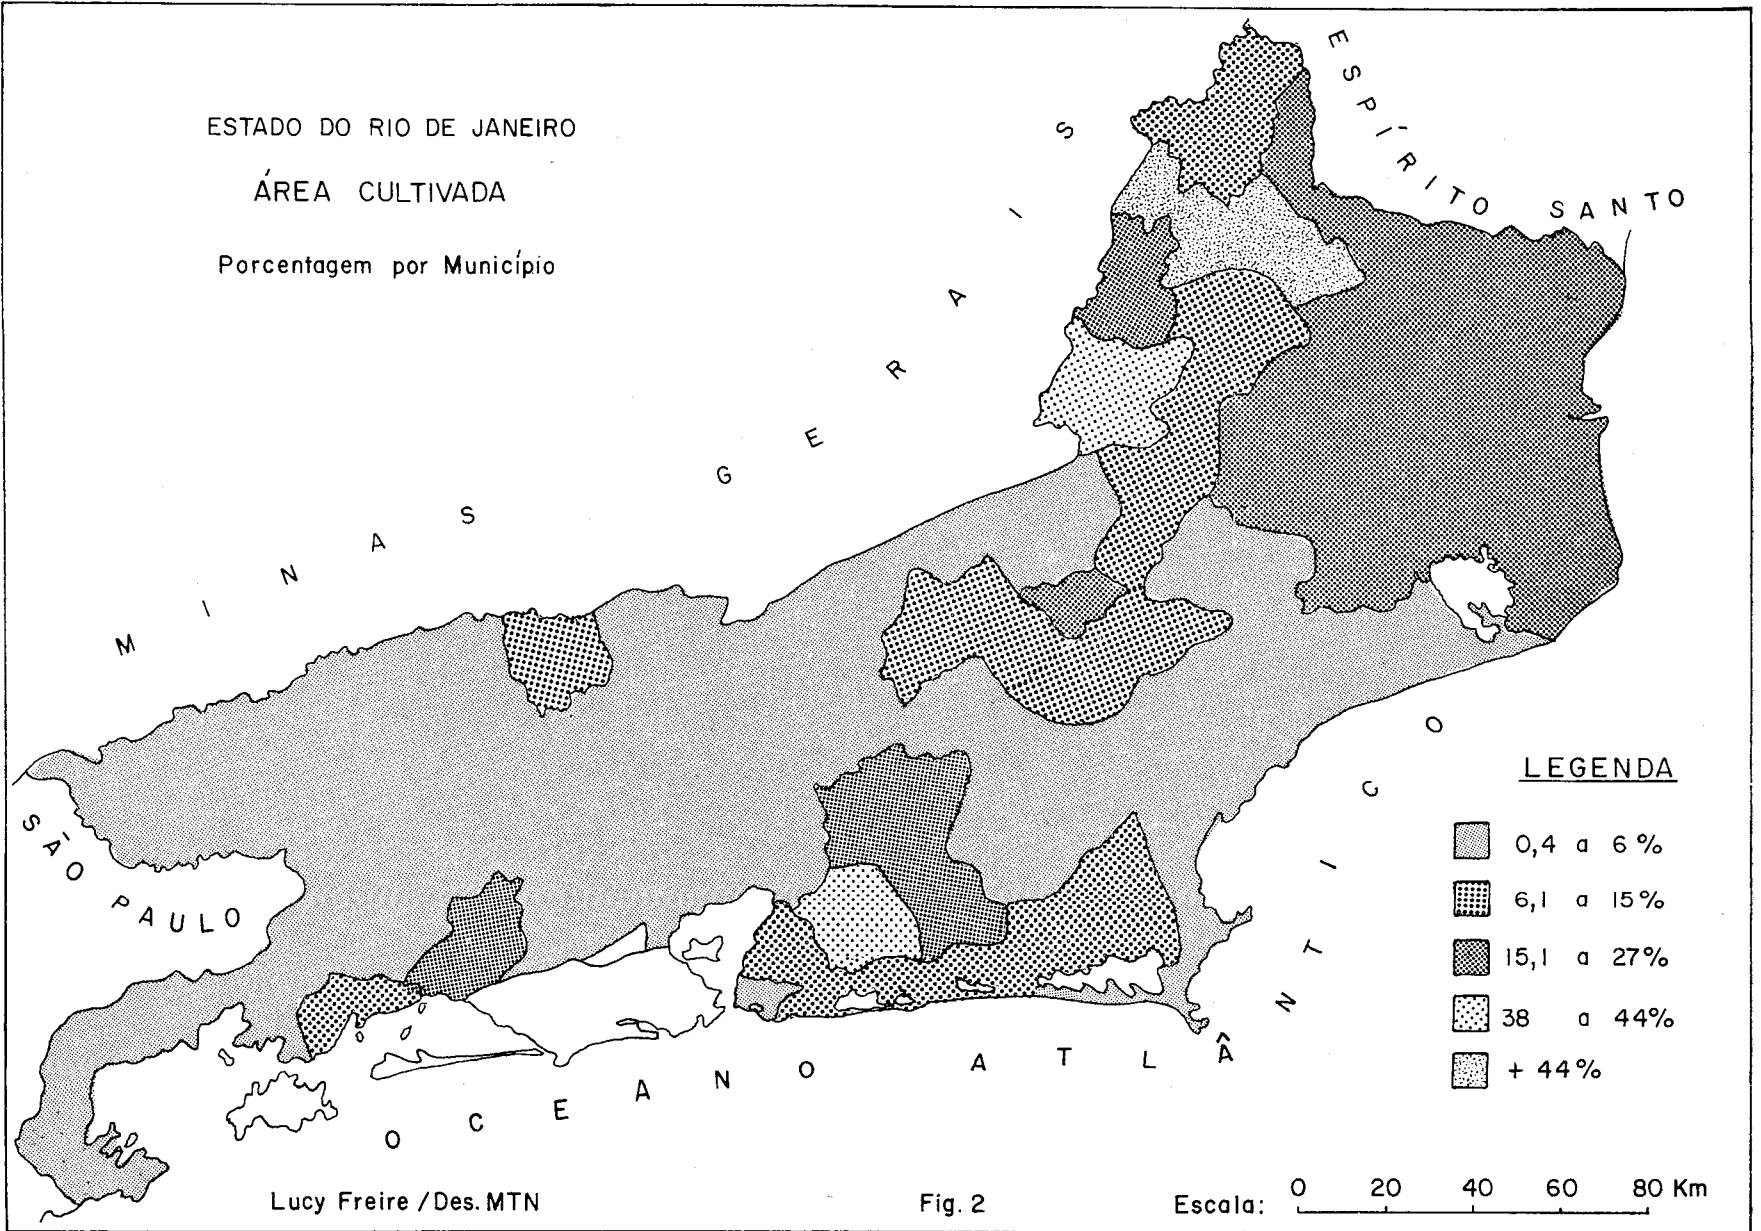 ESTADO DO RIO DE JANEIRO
ÁREA CULTIVADA
Porcentagem por Município
MINAS GERAIS
ESPÍRITO SANTO
SÃO PAULO
OCEANO ATLÂNTICO
LEGENDA
0,4 a 6%
6,1 a 15%
15,1 a 27%
38 a 44%
+ 44%
Lucy Freire / Des. MTN
Fig. 2
Escala: 0 20 40 60 80 Km